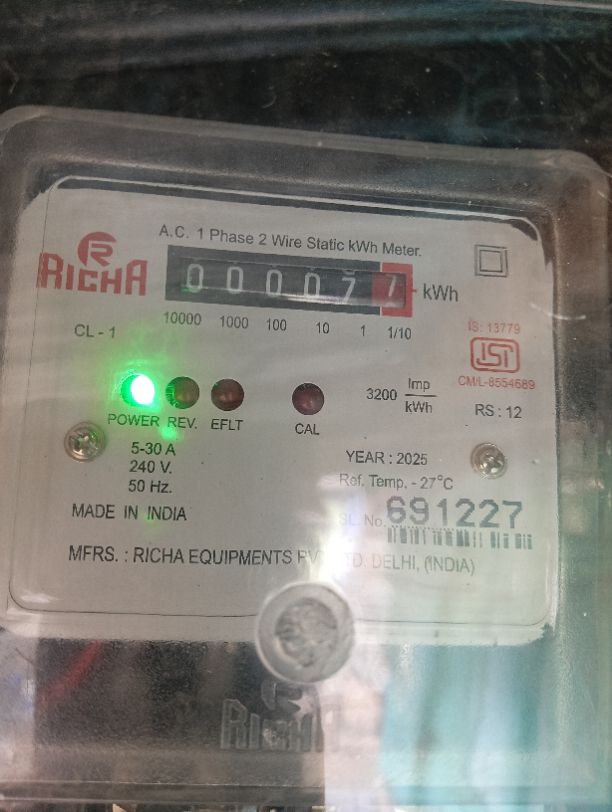 A.C. 1 Phase 2 Wire Static kWh Meter.
R
RICHA
0 0 0 0 7 7 kWh
10000 1000 100 10 1 1/10
CL - 1
IS: 13779
ISI
CM/L-8554689
3200 Imp/kWh
RS : 12
POWER REV. EFLT CAL
5-30 A
240 V.
50 Hz.
YEAR : 2025
Ref. Temp. - 27°C
MADE IN INDIA
SL. No. 691227
MFRS. : RICHA EQUIPMENTS PVT. LTD. DELHI, (INDIA)
RICHA